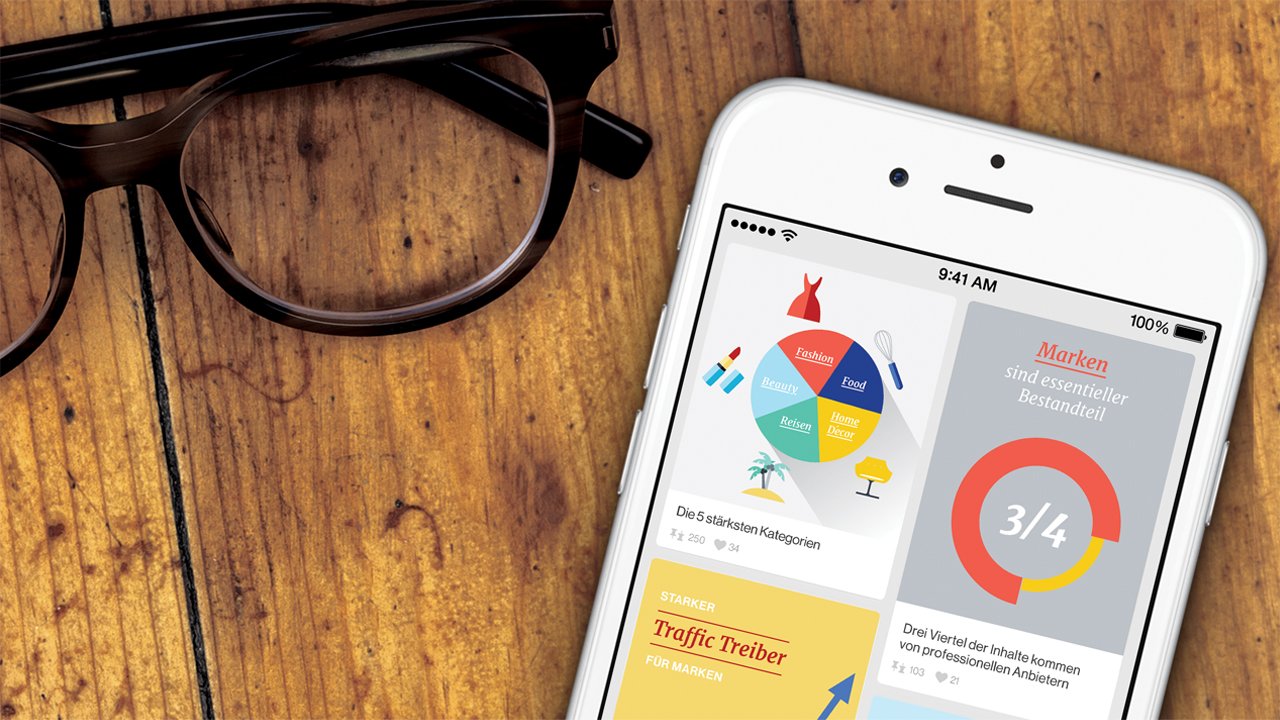 9:41 AM
100%
Fashion
Food
Beauty
Reisen
Home
Décor
Die 5 stärksten Kategorien
250 34
Marken
sind essentieller
Bestandteil
3/4
Drei Viertel der Inhalte kommen
von professionellen Anbietern
103 21
STARKER
Traffic Treiber
FÜR MARKEN